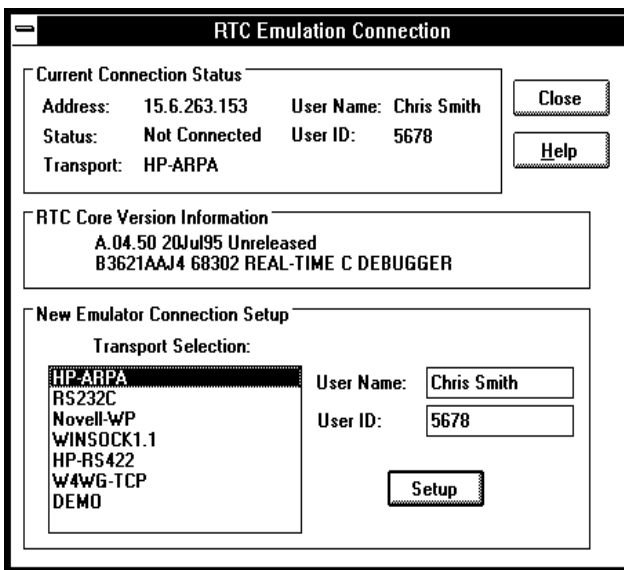 RTC Emulation Connection
Current Connection Status
Address: 15.6.263.153 User Name: Chris Smith
Status: Not Connected User ID: 5678
Transport: HP-ARPA
Close
Help
RTC Core Version Information
A.04.50 20Jul95 Unreleased
B3621AAJ4 68302 REAL-TIME C DEBUGGER
New Emulator Connection Setup
Transport Selection:
HP-ARPA
RS232C
Novell-WP
WINSOCK1.1
HP-RS422
W4WG-TCP
DEMO
User Name: Chris Smith
User ID: 5678
Setup